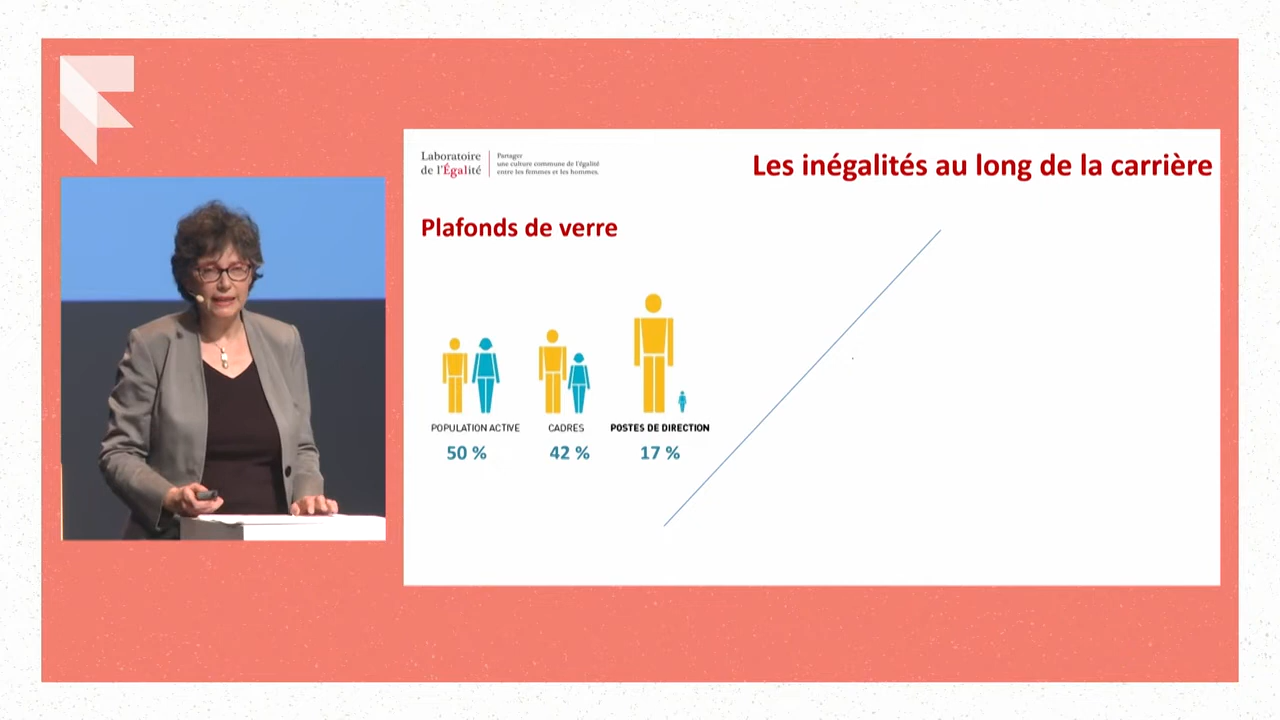 Laboratoire
de l'Égalité
Partager
une culture commune de l'égalité
entre les femmes et les hommes.
Les inégalités au long de la carrière
Plafonds de verre
POPULATION ACTIVE
CADRES
POSTES DE DIRECTION
50 %
42 %
17 %